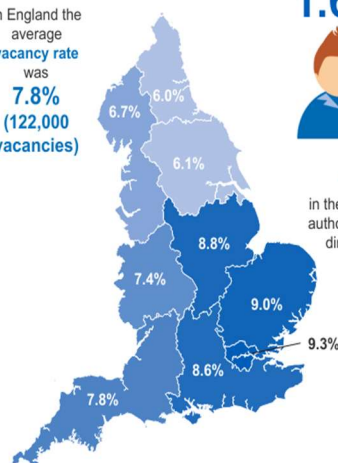 England the
average
vacancy rate
was
7.8%
(122,000
vacancies)
6.7%
6.0%
6.1%
8.8%
7.4%
9.0%
9.3%
8.6%
7.8%
in the
autho
di